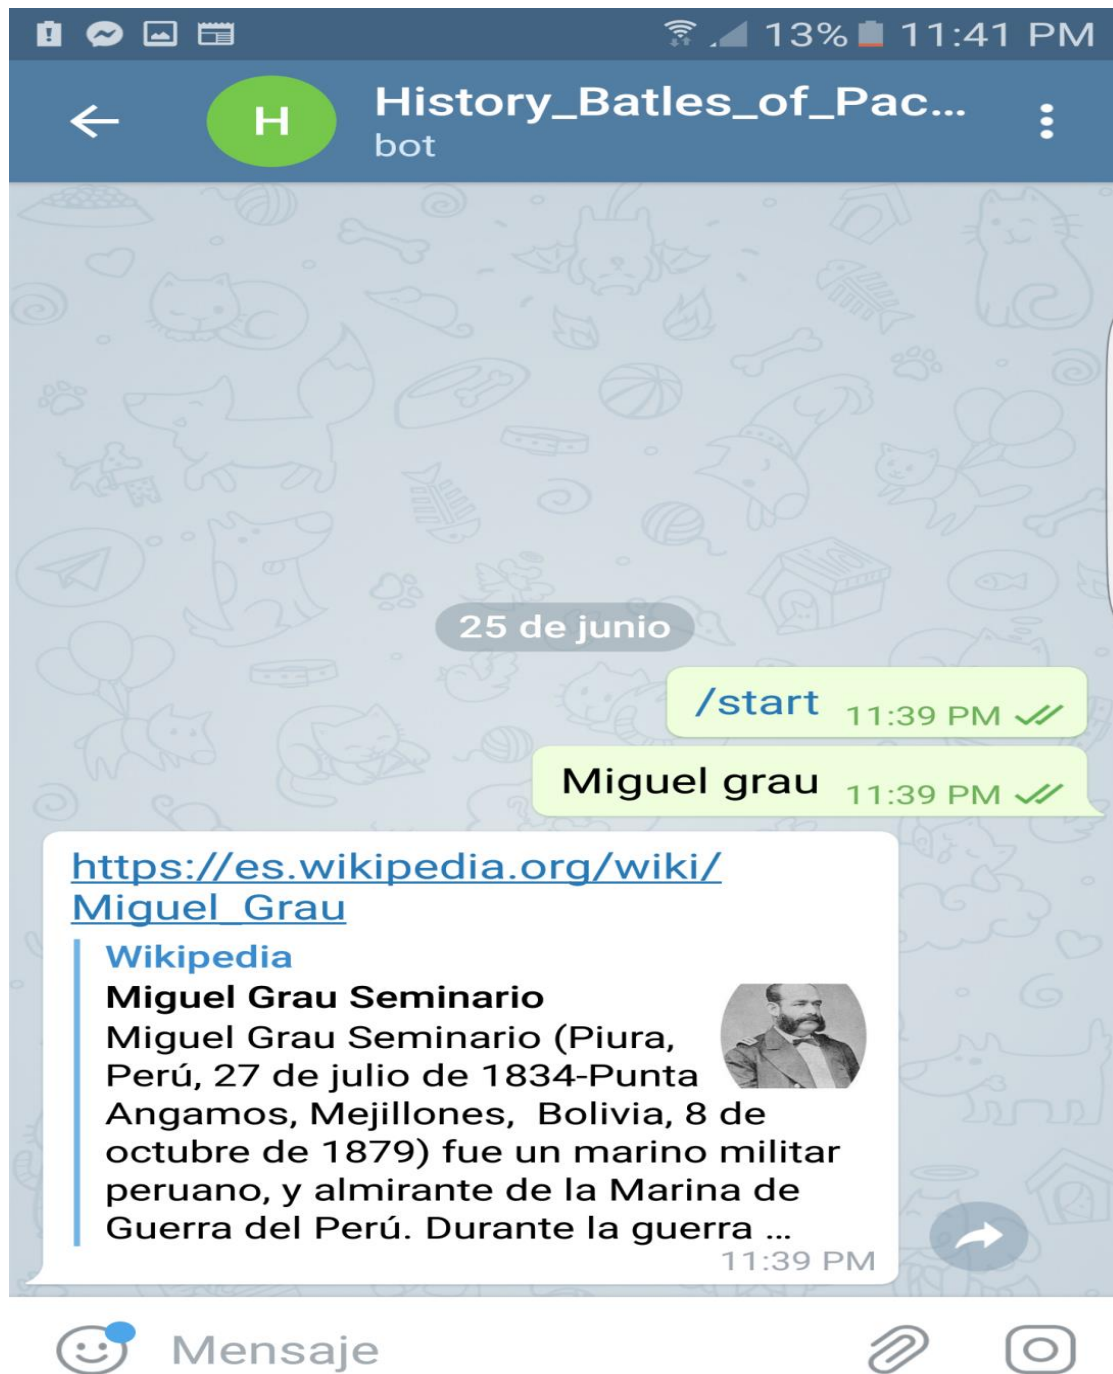 13% 11:41 PM
H
History_Batles_of_Pac...
bot
25 de junio
/start 11:39 PM
Miguel grau 11:39 PM
https://es.wikipedia.org/wiki/
Miguel_Grau
Wikipedia
Miguel Grau Seminario
Miguel Grau Seminario (Piura,
Perú, 27 de julio de 1834-Punta
Angamos, Mejillones, Bolivia, 8 de
octubre de 1879) fue un marino militar
peruano, y almirante de la Marina de
Guerra del Perú. Durante la guerra ...
11:39 PM
Mensaje